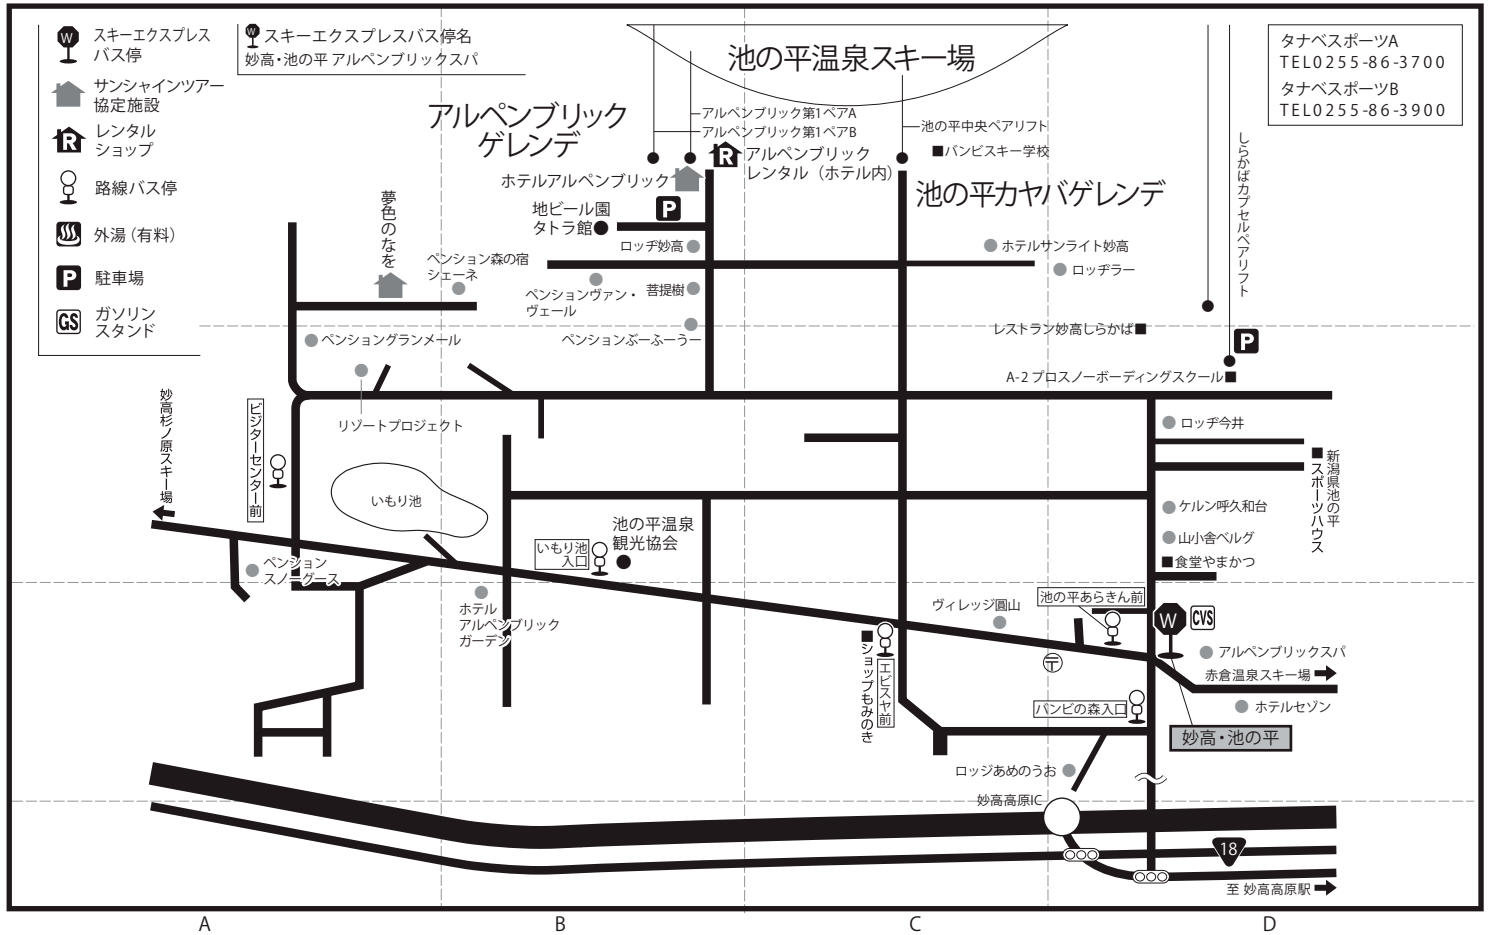 W
スキーエクスプレス
バス停
サンシャインツアー
協定施設
R
レンタル
ショップ
路線バス停
外湯(有料)
P
駐車場
GS
ガソリン
スタンド
W
スキーエクスプレスバス停名
妙高・池の平 アルペンブリックスパ
池の平温泉スキー場
タナベスポーツA
TEL0255-86-3700
タナベスポーツB
TEL0255-86-3900
アルペンブリック
ゲレンデ
アルペンブリック第1ペアA
アルペンブリック第1ペアB
池の平中央ペアリフト
バンビスキー学校
R
アルペンブリック
レンタル(ホテル内)
ホテルアルペンブリック
池の平カヤバゲレンデ
しらかばカプセルペアリフト
夢色のなを
地ビール園
タトラ館
P
ロッヂ妙高
ホテルサンライト妙高
ロッヂラー
ペンション森の宿
シェーネ
ペンションヴァン・
ヴェール
菩提樹
ペンショングランメール
ペンションぶーふーうー
レストラン妙高しらかば
P
A-2 プロスノーボーディングスクール
妙高杉ノ原スキー場
ビジターセンター前
リゾートプロジェクト
ロッヂ今井
新潟県池の平
スポーツハウス
いもり池
ケルン呼久和台
山小舎ベルグ
食堂やまかつ
池の平温泉
観光協会
いもり池
入口
ペンション
スノーグース
ホテル
アルペンブリック
ガーデン
ヴィレッジ圓山
池の平あらきん前
W
CVS
アルペンブリックスパ
赤倉温泉スキー場
ショップもみのき
エビスヤ前
〒
バンビの森入口
ホテルセゾン
妙高・池の平
ロッジあめのうお
妙高高原IC
18
至 妙高高原駅
A
B
C
D